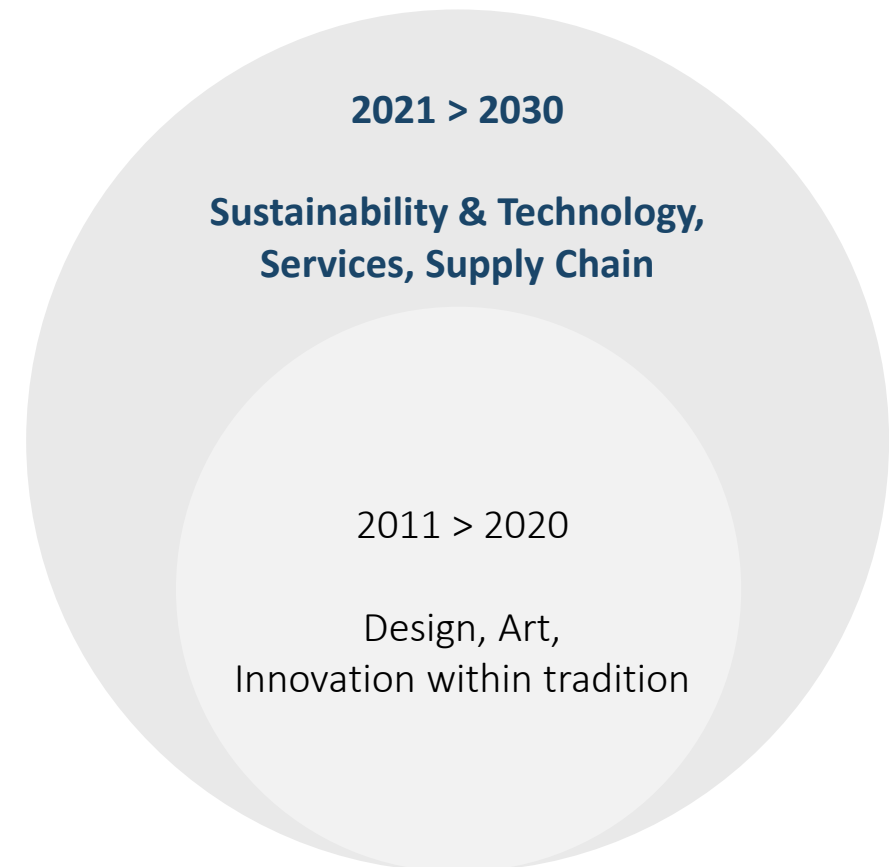 2021 > 2030
Sustainability & Technology,
Services, Supply Chain
2011 > 2020
Design, Art,
Innovation within tradition